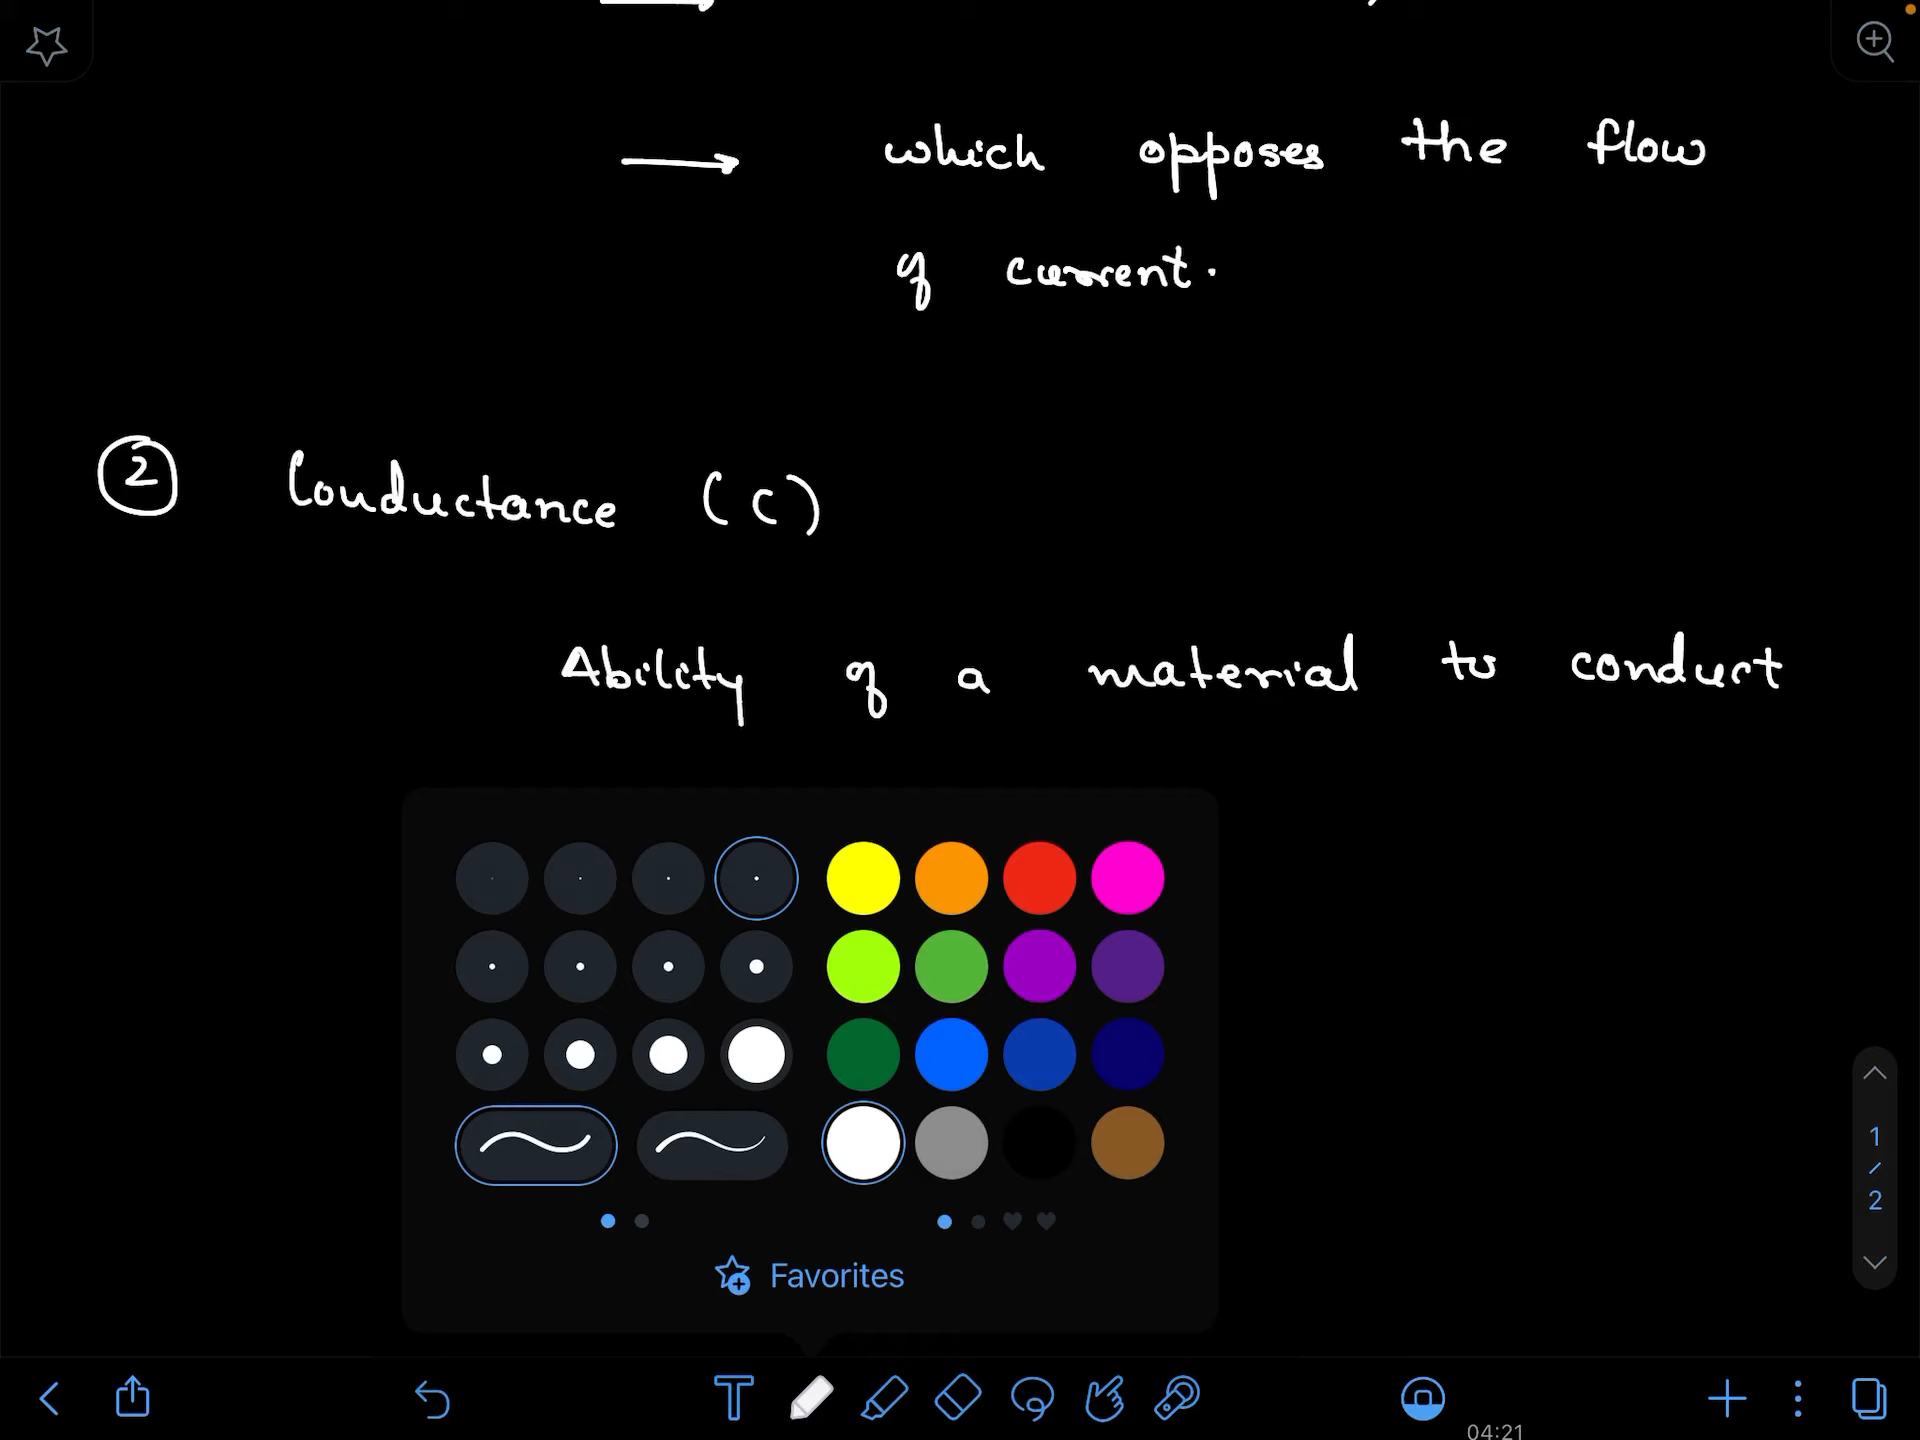 which opposes the flow
of current.
2 Conductance (C)
Ability of a material to conduct
Favorites
1
/
2
04:21